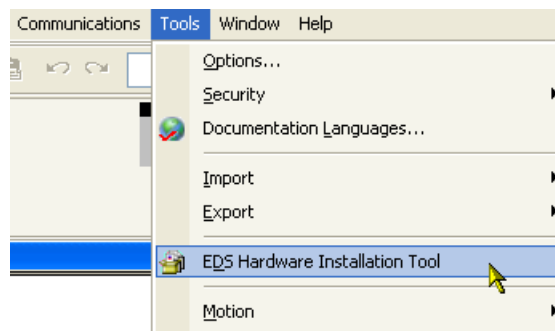 Communications Tools Window Help
Options...
Security
Documentation Languages...
Import
Export
EDS Hardware Installation Tool
Motion